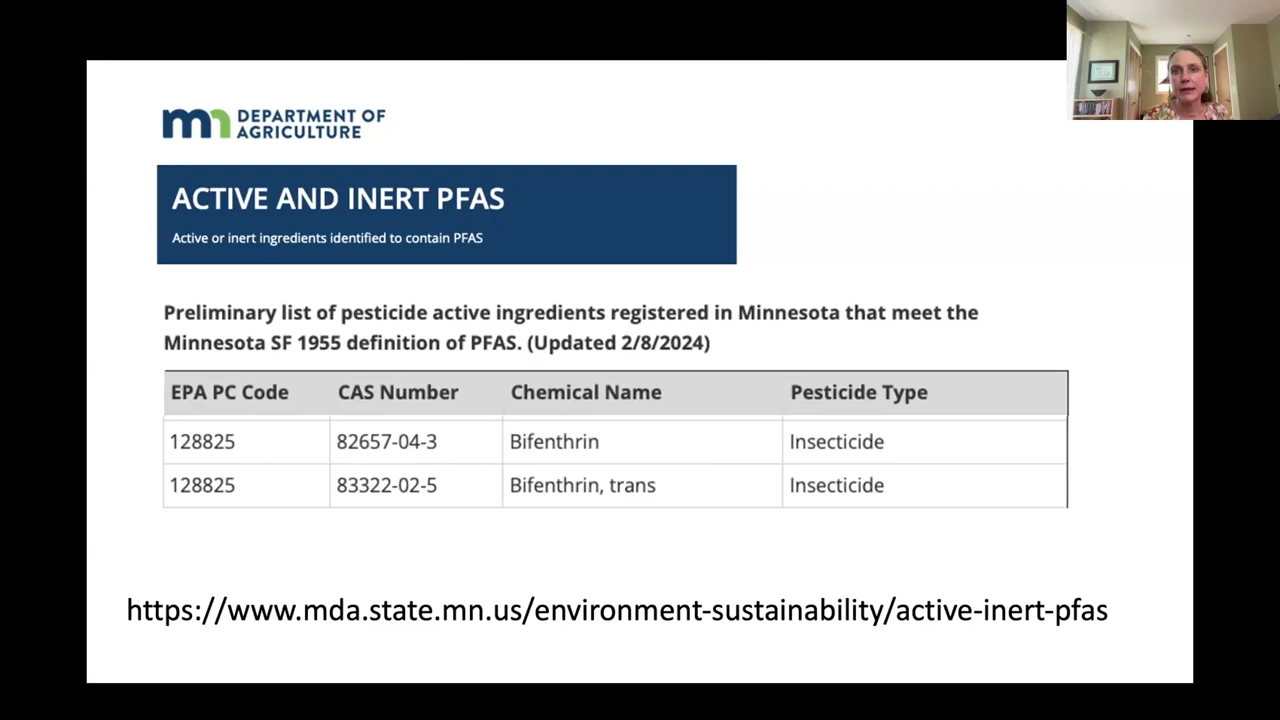 mn DEPARTMENT OF
AGRICULTURE
ACTIVE AND INERT PFAS
Active or inert ingredients identified to contain PFAS
Preliminary list of pesticide active ingredients registered in Minnesota that meet the
Minnesota SF 1955 definition of PFAS. (Updated 2/8/2024)
EPA PC Code CAS Number Chemical Name Pesticide Type
128825 82657-04-3 Bifenthrin Insecticide
128825 83322-02-5 Bifenthrin, trans Insecticide
https://www.mda.state.mn.us/environment-sustainability/active-inert-pfas